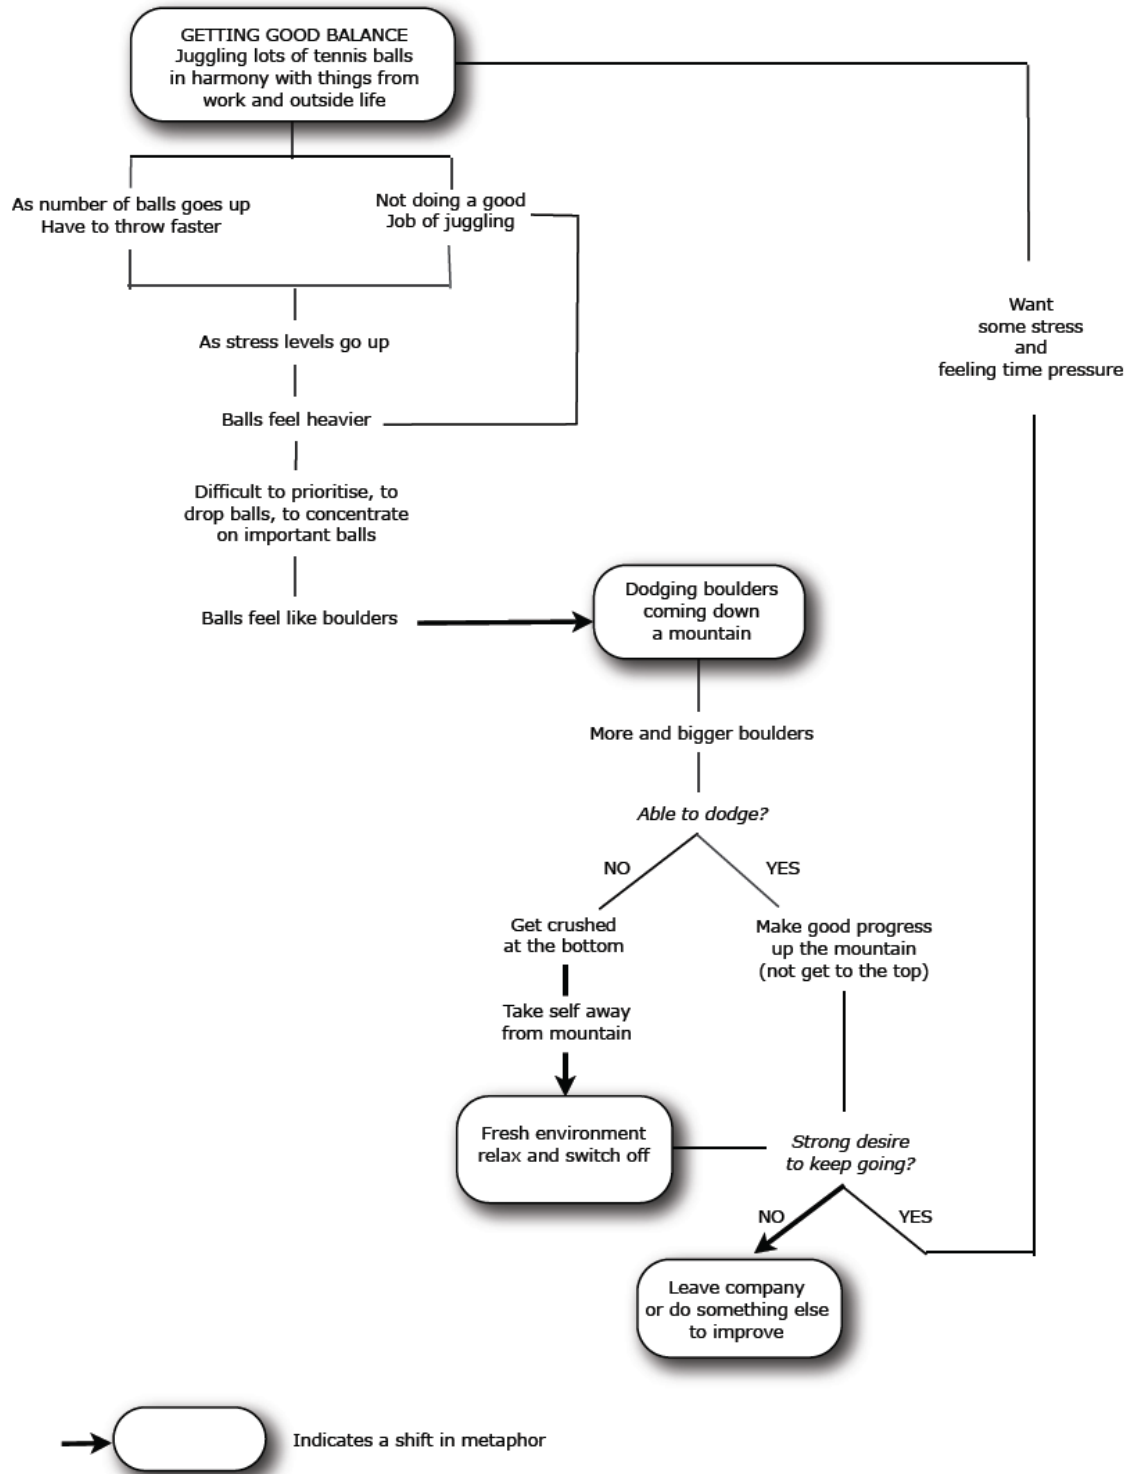 GETTING GOOD BALANCE
Juggling lots of tennis balls
in harmony with things from
work and outside life
As number of balls goes up
Have to throw faster
Not doing a good
Job of juggling
As stress levels go up
Balls feel heavier
Difficult to prioritise, to
drop balls, to concentrate
on important balls
Balls feel like boulders
Want
some stress
and
feeling time pressure
Dodging boulders
coming down
a mountain
More and bigger boulders
Able to dodge?
NO
YES
Get crushed
at the bottom
Make good progress
up the mountain
(not get to the top)
Take self away
from mountain
Fresh environment
relax and switch off
Strong desire
to keep going?
NO
YES
Leave company
or do something else
to improve
Indicates a shift in metaphor